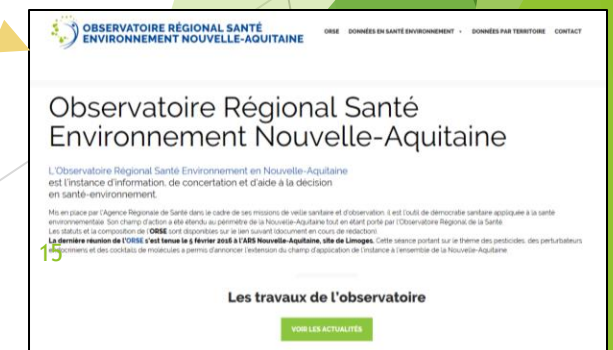 OBSERVATOIRE RÉGIONAL SANTÉ
ENVIRONNEMENT NOUVELLE-AQUITAINE
ORSE DONNÉES EN SANTÉ ENVIRONNEMENT DONNÉES PAR TERRITOIRE CONTACT
Observatoire Régional Santé
Environnement Nouvelle-Aquitaine
L'Observatoire Régional Santé Environnement en Nouvelle-Aquitaine
est l'instance d'information, de concertation et d'aide à la décision
en santé-environnement.
Mis en place par l'Agence Régionale de Santé dans le cadre de ses missions de veille sanitaire et d'observation, il est l'outil de démocratie sanitaire appliquée à la santé
environnementale. Son champ d'action a été étendu au périmètre de la Nouvelle-Aquitaine tout en étant porté par l'Observatoire Régional de la Santé.
Les statuts et la composition de l'ORSE sont disponibles sur le lien suivant (document en cours de rédaction).
La dernière réunion de l'ORSE s'est tenue le 5 février 2016 à l'ARS Nouvelle-Aquitaine, site de Limoges. Cette séance portant sur le thème des pesticides, des perturbateurs
endocriniens et des cocktails de molécules a permis d'annoncer l'extension du champ d'application de l'instance à l'ensemble de la Nouvelle-Aquitaine.
15
Les travaux de l'observatoire
VOIR LES ACTUALITÉS